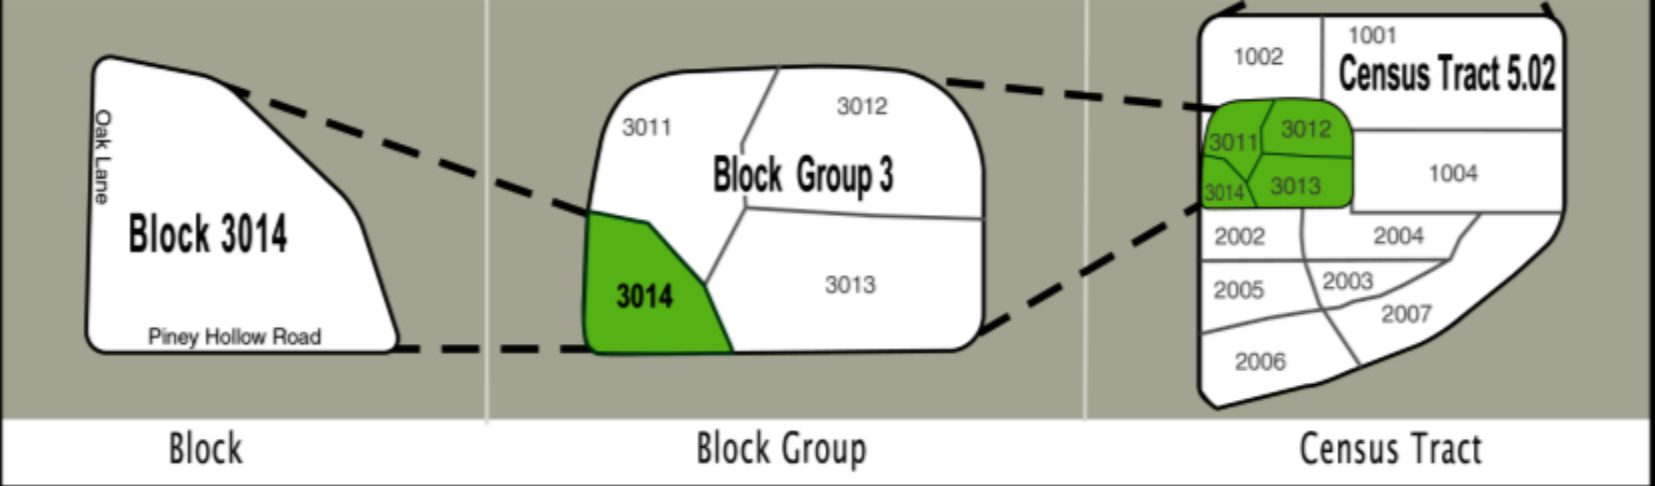 Oak Lane
Block 3014
Piney Hollow Road
Block
3011
3012
Block Group 3
3014
3013
Block Group
1002
1001
Census Tract 5.02
3011
3012
1004
3014
3013
2002
2004
2005
2003
2007
2006
Census Tract